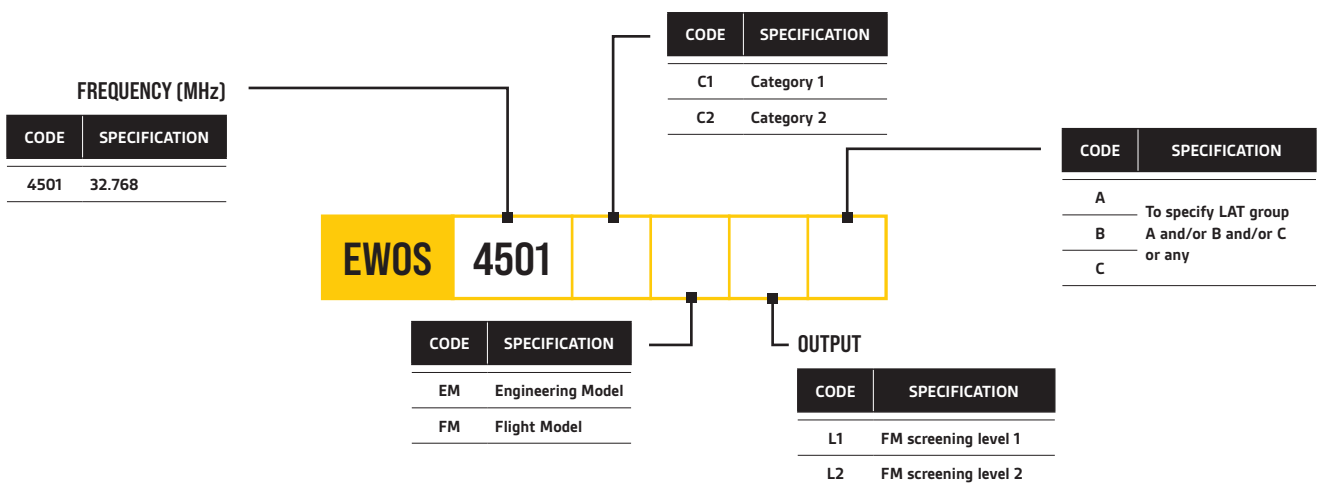 CODE SPECIFICATION
C1 Category 1
C2 Category 2
FREQUENCY (MHz)
CODE SPECIFICATION
4501 32.768
CODE SPECIFICATION
A
B
C
To specify LAT group
A and/or B and/or C
or any
EWOS 4501
CODE SPECIFICATION
EM Engineering Model
FM Flight Model
OUTPUT
CODE SPECIFICATION
L1 FM screening level 1
L2 FM screening level 2